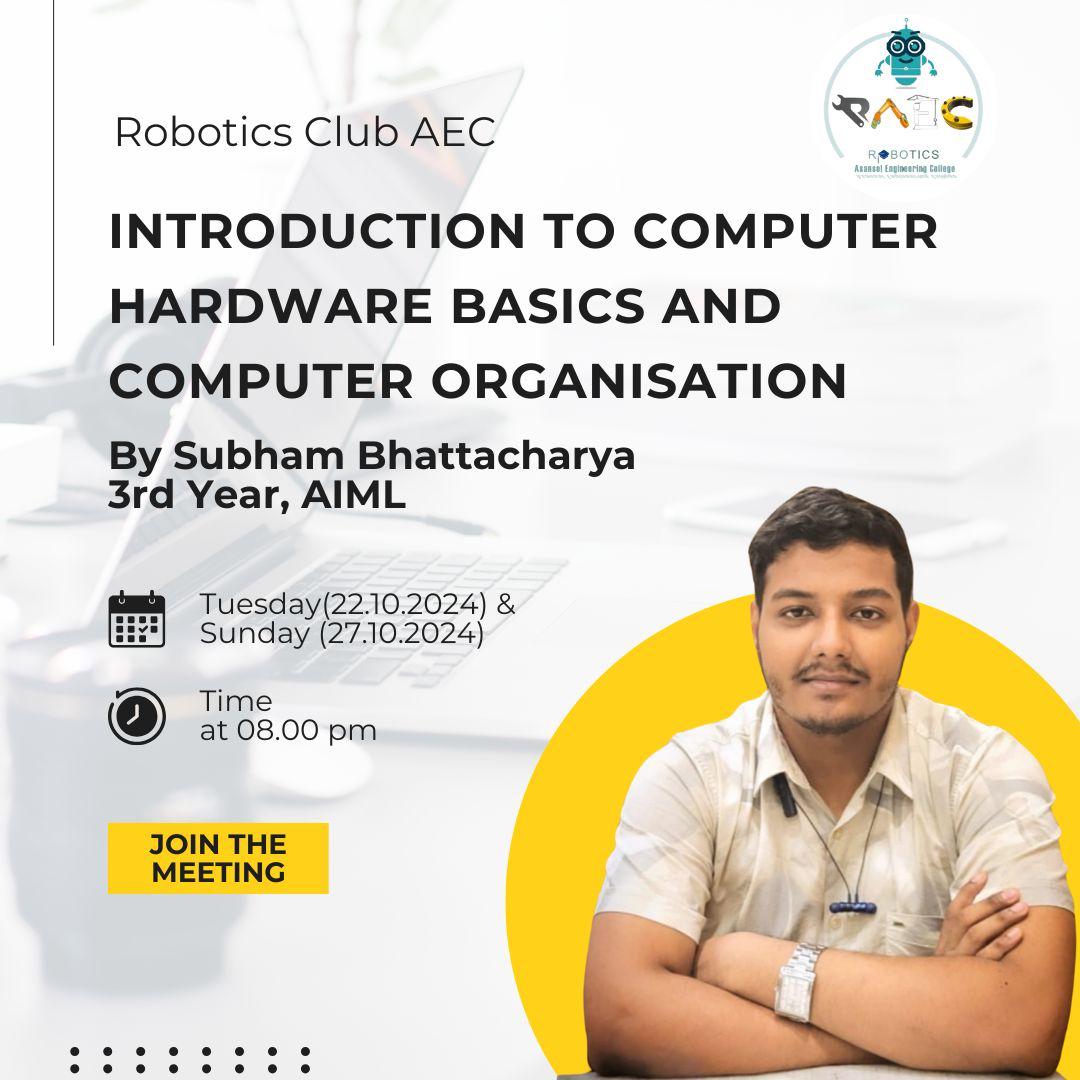 Robotics Club AEC
RAEC
ROBOTICS
Asansol Engineering College
INTRODUCTION TO COMPUTER
HARDWARE BASICS AND
COMPUTER ORGANISATION
By Subham Bhattacharya
3rd Year, AIML
Tuesday(22.10.2024) &
Sunday (27.10.2024)
Time
at 08.00 pm
JOIN THE
MEETING